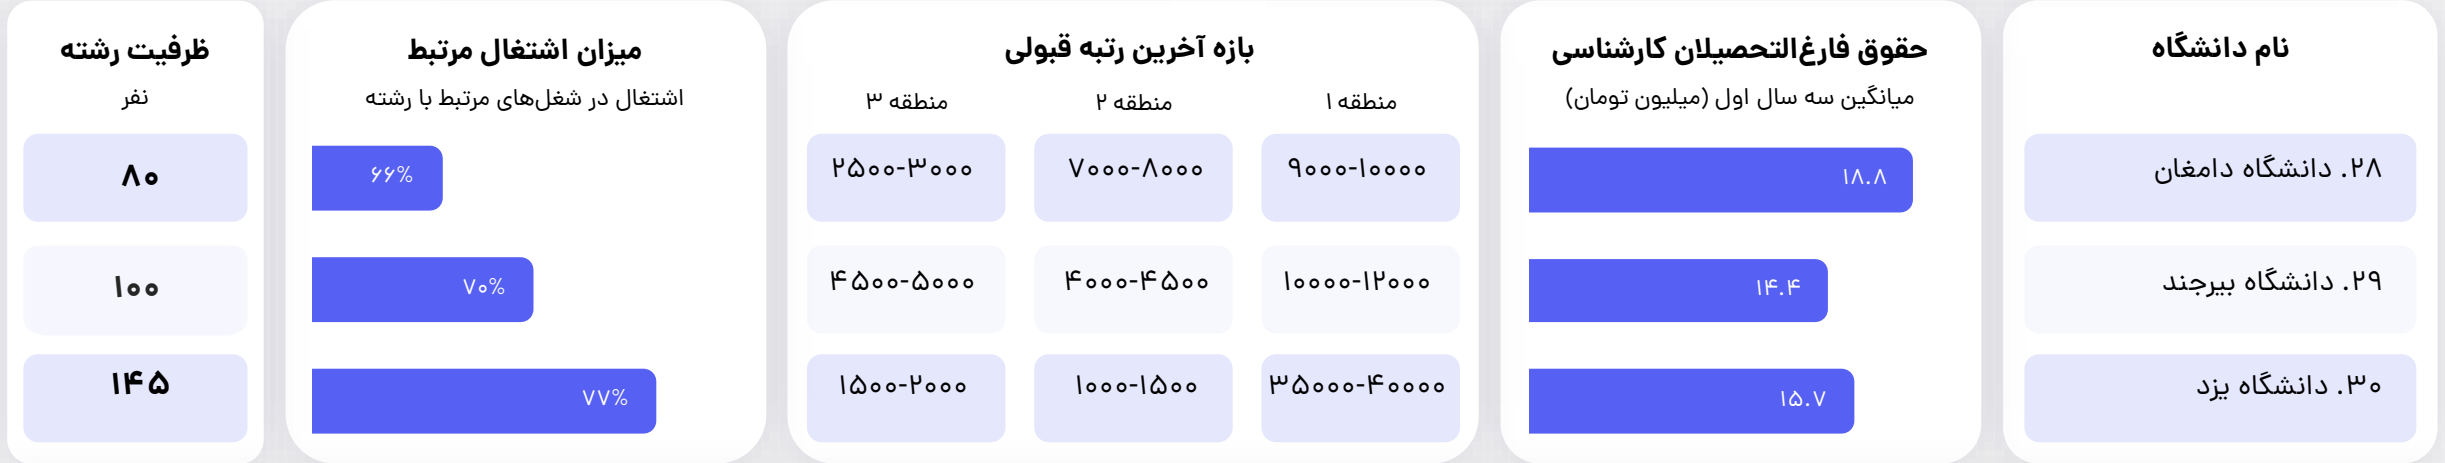 نام دانشگاه
حقوق فارغ‌التحصیلان کارشناسی
میانگین سه سال اول (میلیون تومان)
بازه آخرین رتبه قبولی
منطقه ۱
منطقه ۲
منطقه ۳
میزان اشتغال مرتبط
اشتغال در شغل‌های مرتبط با رشته
ظرفیت رشته
نفر
۲۸. دانشگاه دامغان
۱۸.۸
۹۰۰۰-۱۰۰۰۰
۷۰۰۰-۸۰۰۰
۲۵۰۰-۳۰۰۰
۶۶%
۸۰
۲۹. دانشگاه بیرجند
۱۴.۴
۱۰۰۰۰-۱۲۰۰۰
۴۰۰۰-۴۵۰۰
۴۵۰۰-۵۰۰۰
۷۰%
۱۰۰
۳۰. دانشگاه یزد
۱۵.۷
۳۵۰۰۰-۴۰۰۰۰
۱۰۰۰-۱۵۰۰
۱۵۰۰-۲۰۰۰
۷۷%
۱۴۵